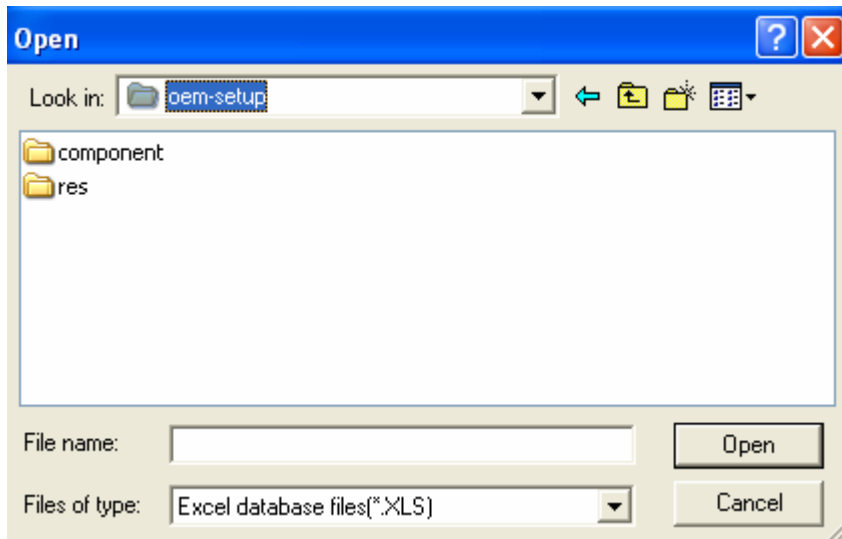 Open
Look in: oem-setup
component
res
File name: Open
Files of type: Excel database files(*.XLS) Cancel